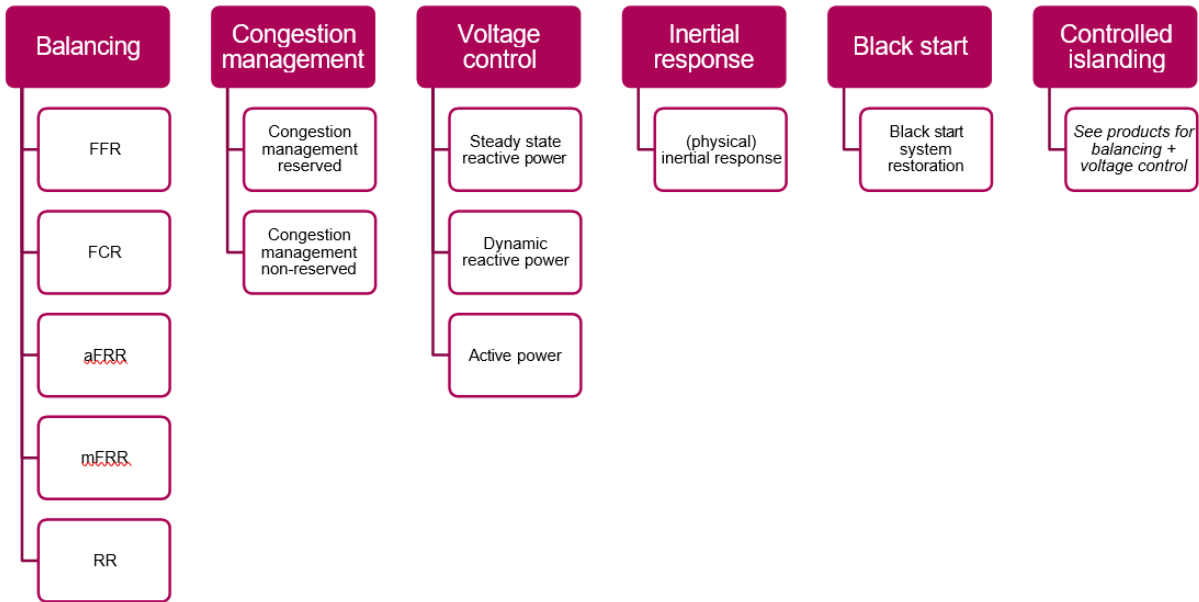 Balancing
FFR
FCR
aFRR
mFRR
RR
Congestion
management
Congestion
management
reserved
Congestion
management
non-reserved
Voltage
control
Steady state
reactive power
Dynamic
reactive power
Active power
Inertial
response
(physical)
inertial response
Black start
Black start
system
restoration
Controlled
islanding
See products for
balancing +
voltage control